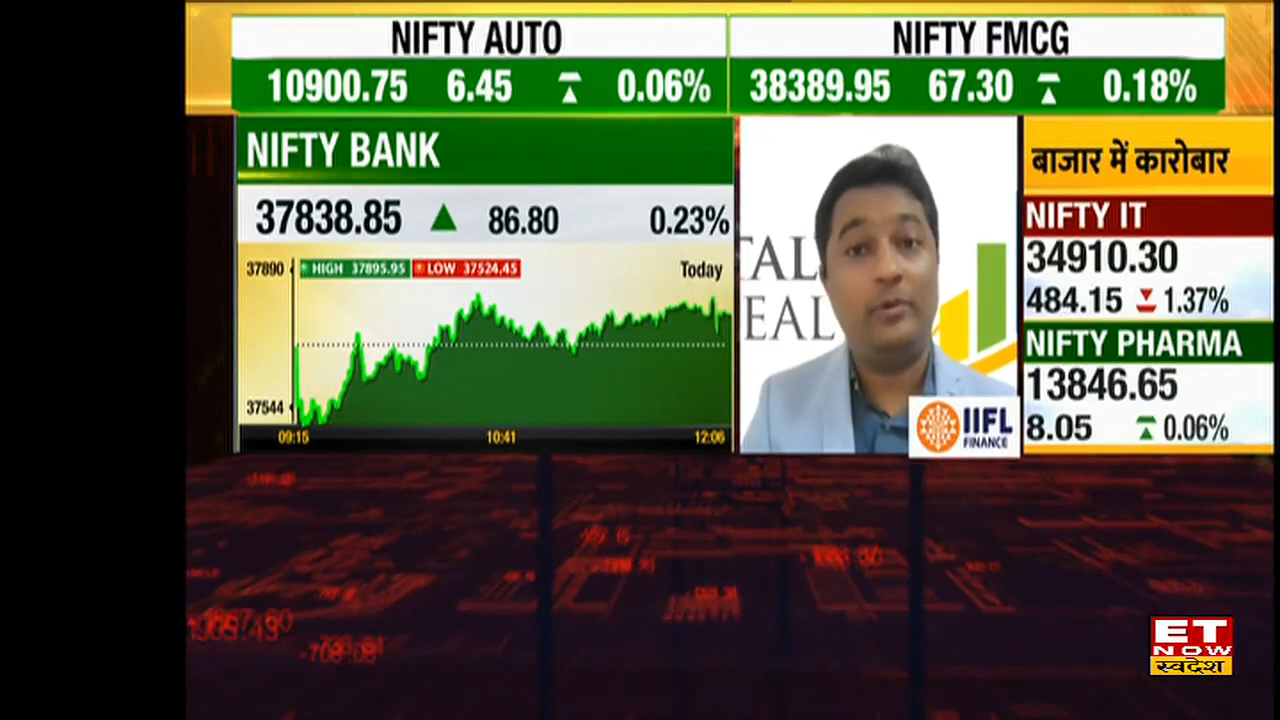 NIFTY AUTO
10900.75 6.45 0.06%
NIFTY FMCG
38389.95 67.30 0.18%
NIFTY BANK
37838.85 86.80 0.23%
37890
HIGH 37895.95 LOW 37524.45
Today
37544
09:15 10:41 12:06
TAL
EAL
IIFL
FINANCE
बाजार में कारोबार
NIFTY IT
34910.30
484.15 1.37%
NIFTY PHARMA
13846.65
8.05 0.06%
ET
NOW
स्वदेश